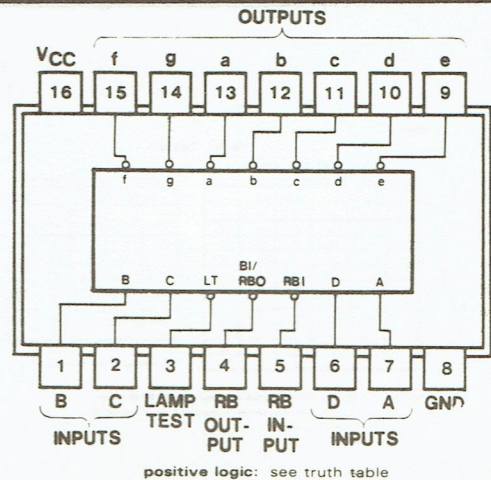 OUTPUTS
VCC f g a b c d e
16 15 14 13 12 11 10 9
f g a b c d e
BI/
B C LT RBO RBI D A
1 2 3 4 5 6 7 8
B C LAMP RB RB D A GND
TEST OUT- IN-
INPUTS PUT PUT INPUTS
positive logic: see truth table